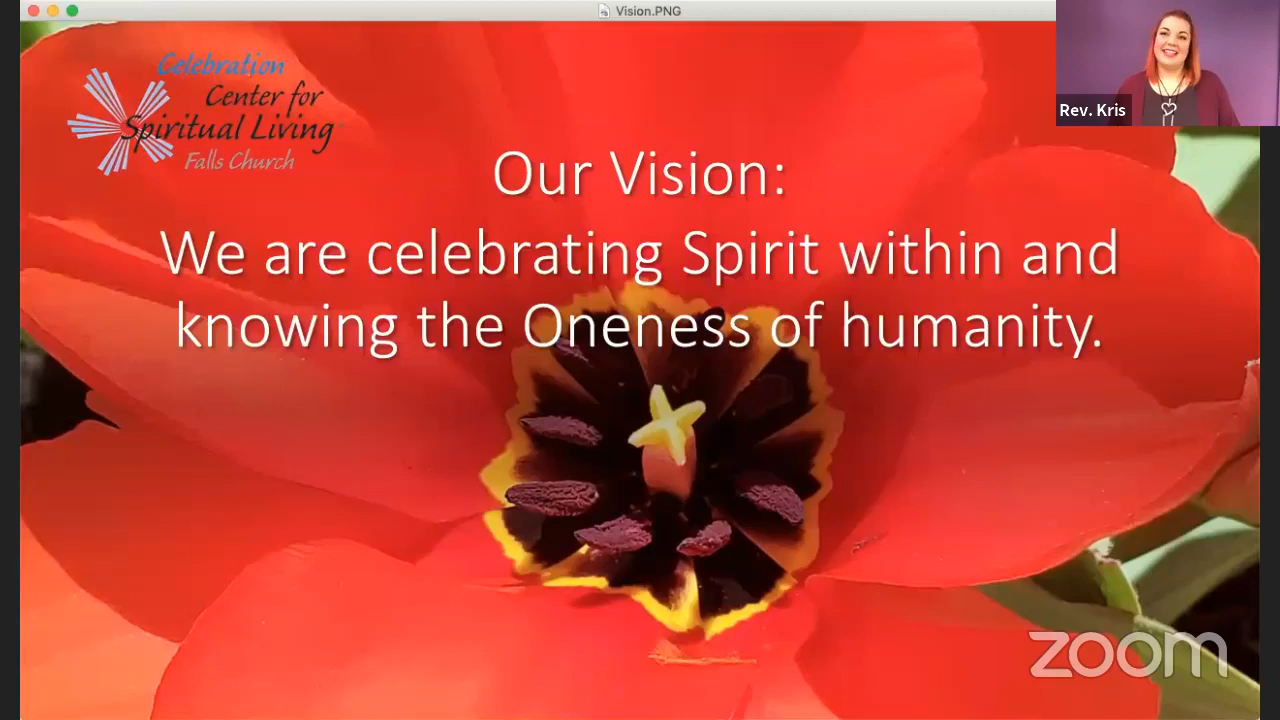 Vision.PNG
Celebration
Center for
Spiritual Living
Falls Church
Rev. Kris
Our Vision:
We are celebrating Spirit within and
knowing the Oneness of humanity.
zoom